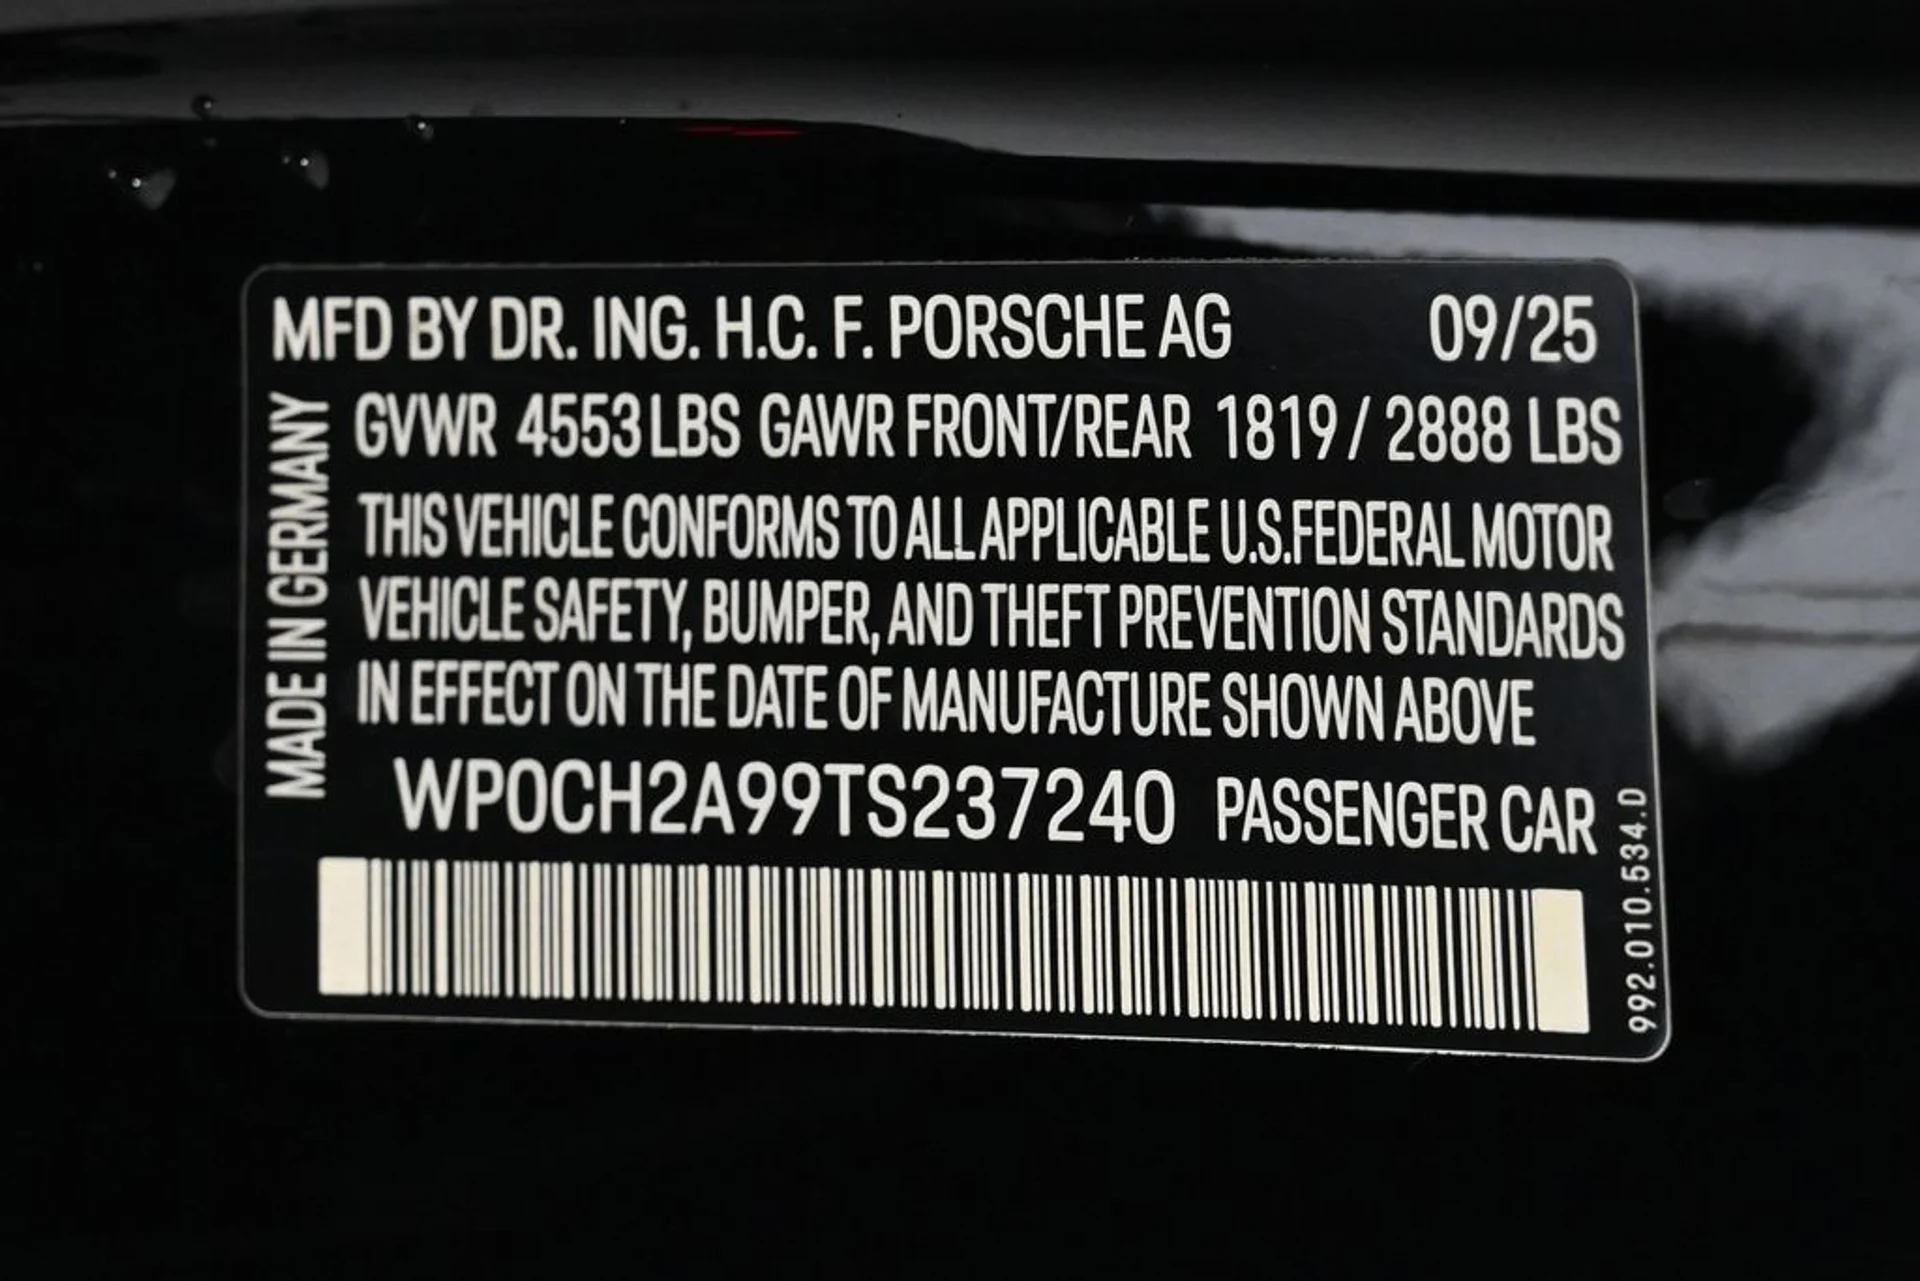 MFD BY DR. ING. H.C. F. PORSCHE AG 09/25
MADE IN GERMANY
GVWR 4553 LBS GAWR FRONT/REAR 1819 / 2888 LBS
THIS VEHICLE CONFORMS TO ALL APPLICABLE U.S.FEDERAL MOTOR
VEHICLE SAFETY, BUMPER, AND THEFT PREVENTION STANDARDS
IN EFFECT ON THE DATE OF MANUFACTURE SHOWN ABOVE
WP0CH2A99TS237240 PASSENGER CAR
992.010.534.D